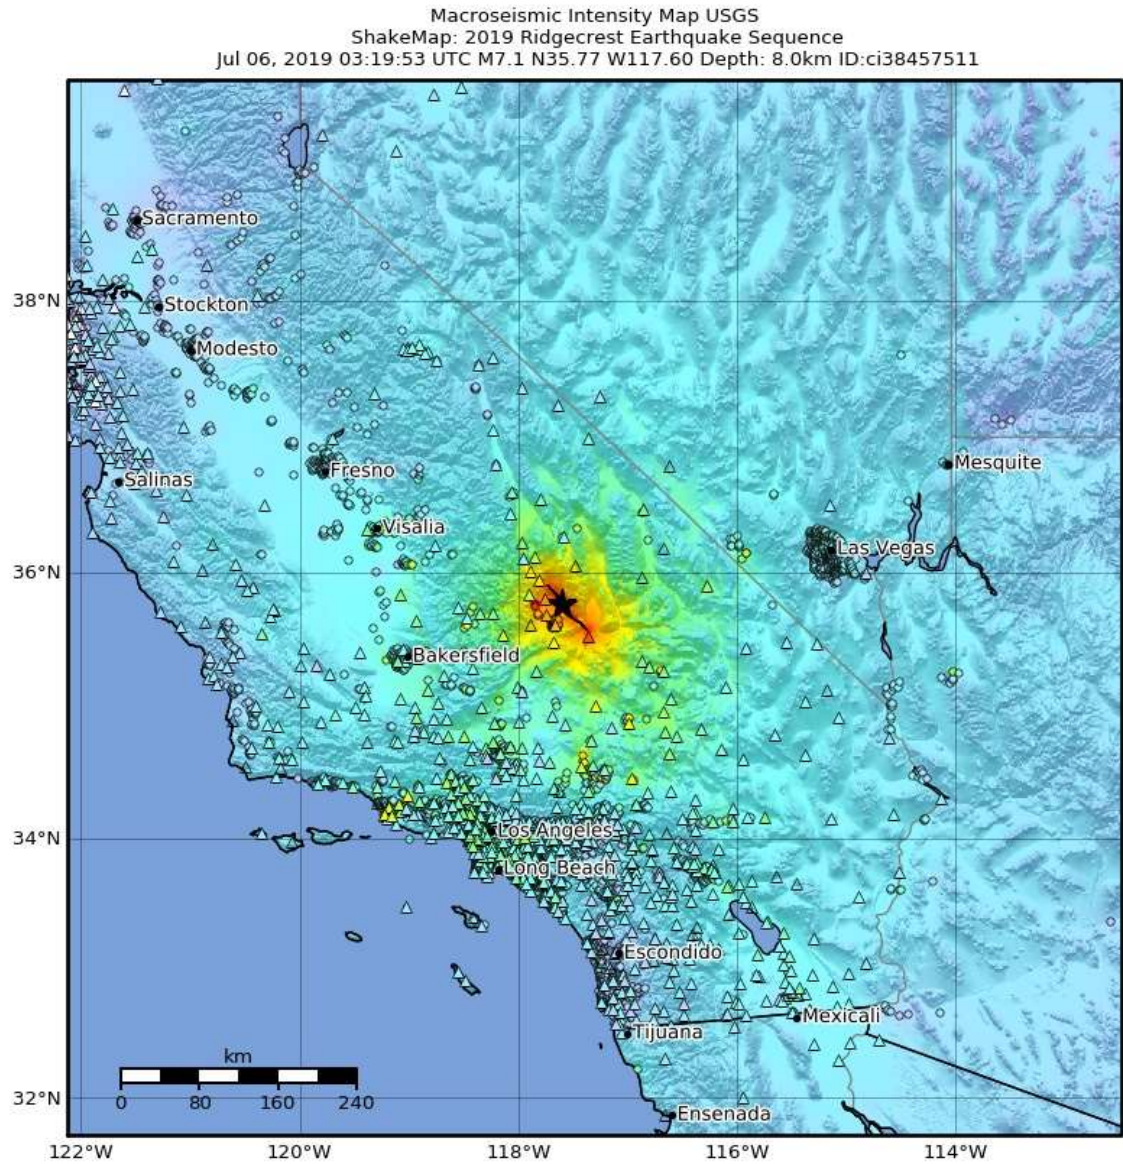 Macroseismic Intensity Map USGS
ShakeMap: 2019 Ridgecrest Earthquake Sequence
Jul 06, 2019 03:19:53 UTC M7.1 N35.77 W117.60 Depth: 8.0km ID:ci38457511
Sacramento
38°N
Stockton
Modesto
Fresno
Mesquite
Salinas
Visalia
Las Vegas
36°N
Bakersfield
Los Angeles
34°N
Long Beach
Escondido
Mexicali
Tijuana
km
0 80 160 240
32°N
Ensenada
122°W 120°W 118°W 116°W 114°W